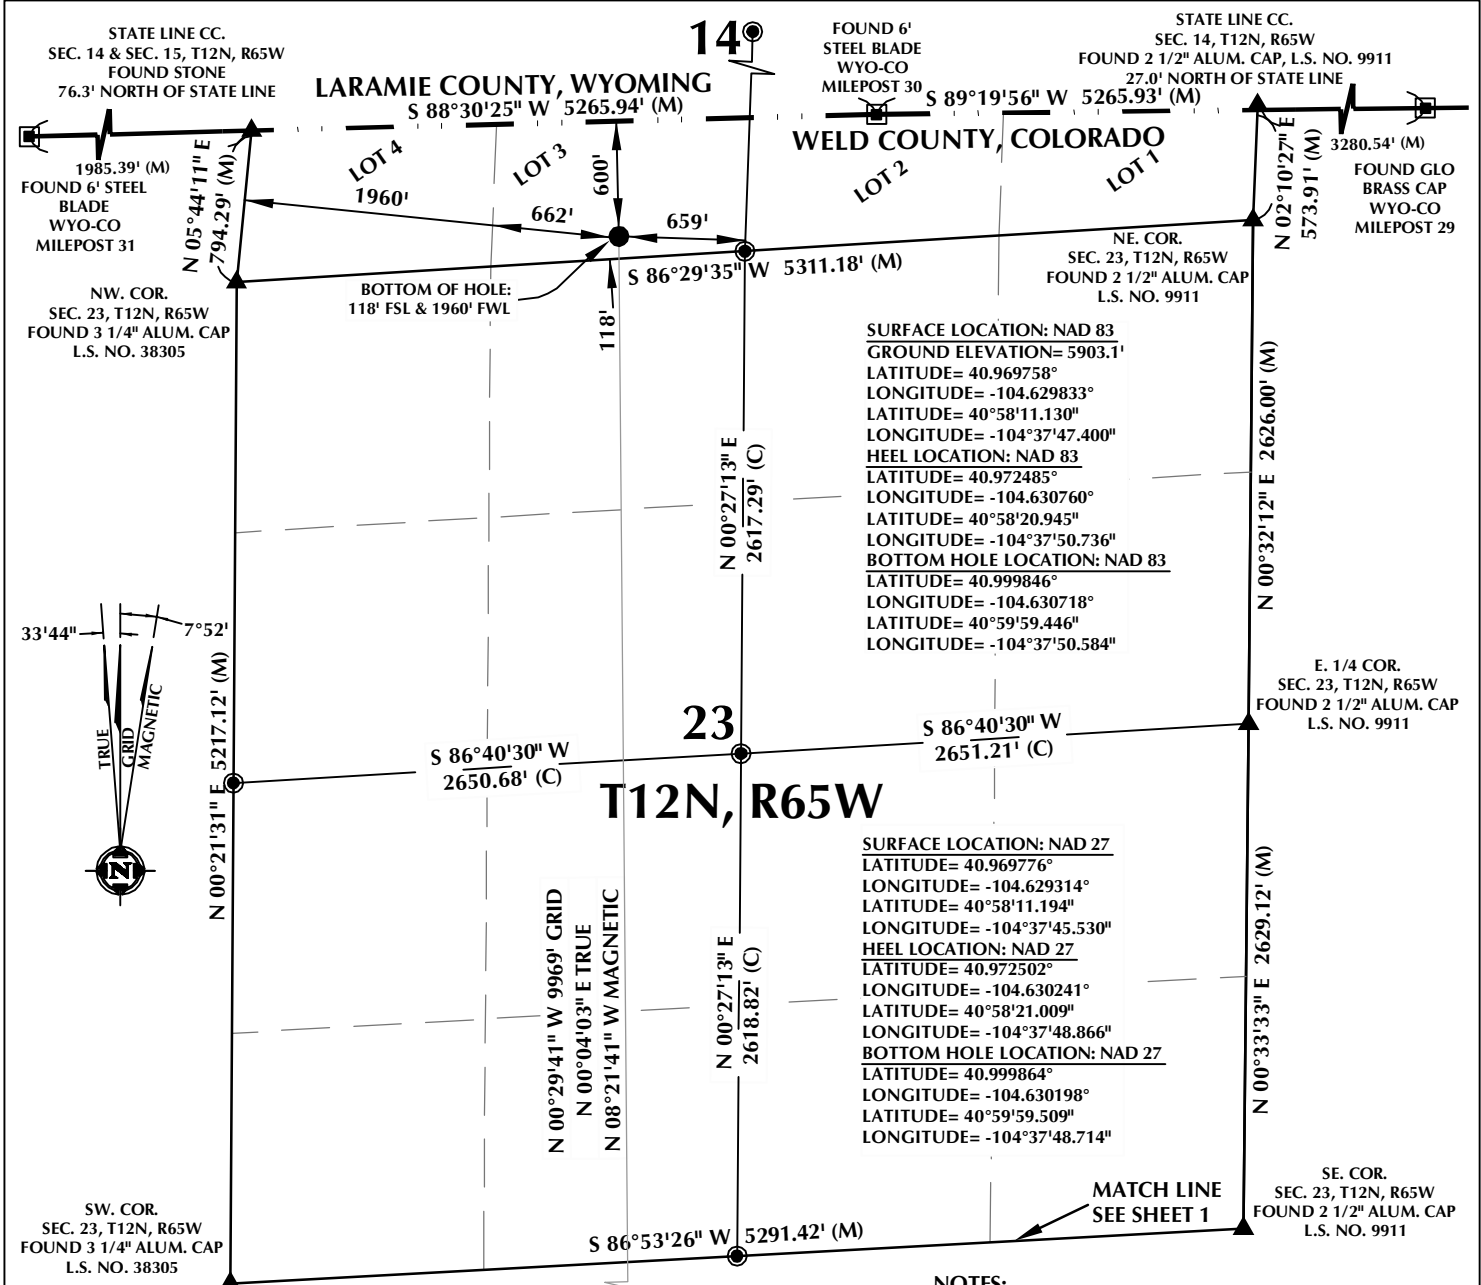 STATE LINE CC.
SEC. 14 & SEC. 15, T12N, R65W
FOUND STONE
76.3' NORTH OF STATE LINE
14
FOUND 6'
STEEL BLADE
WYO-CO
MILEPOST 30
STATE LINE CC.
SEC. 14, T12N, R65W
FOUND 2 1/2" ALUM. CAP, L.S. NO. 9911
27.0' NORTH OF STATE LINE
LARAMIE COUNTY, WYOMING
S 88°30'25" W 5265.94' (M)
S 89°19'56" W 5265.93' (M)
WELD COUNTY, COLORADO
1985.39' (M)
FOUND 6' STEEL
BLADE
WYO-CO
MILEPOST 31
N 05°44'11" E
794.29' (M)
LOT 4
LOT 3
LOT 2
LOT 1
600'
1960'
662'
659'
N 02°10'27" E
573.91' (M)
3280.54' (M)
FOUND GLO
BRASS CAP
WYO-CO
MILEPOST 29
NW. COR.
SEC. 23, T12N, R65W
FOUND 3 1/4" ALUM. CAP
L.S. NO. 38305
BOTTOM OF HOLE:
118' FSL & 1960' FWL
118'
S 86°29'35" W 5311.18' (M)
NE. COR.
SEC. 23, T12N, R65W
FOUND 2 1/2" ALUM. CAP
L.S. NO. 9911
SURFACE LOCATION: NAD 83
GROUND ELEVATION= 5903.1'
LATITUDE= 40.969758°
LONGITUDE= -104.629833°
LATITUDE= 40°58'11.130"
LONGITUDE= -104°37'47.400"
HEEL LOCATION: NAD 83
LATITUDE= 40.972485°
LONGITUDE= -104.630760°
LATITUDE= 40°58'20.945"
LONGITUDE= -104°37'50.736"
BOTTOM HOLE LOCATION: NAD 83
LATITUDE= 40.999846°
LONGITUDE= -104.630718°
LATITUDE= 40°59'59.446"
LONGITUDE= -104°37'50.584"
N 00°27'13" E
2617.29' (C)
N 00°32'12" E 2626.00' (M)
33'44"
7°52'
TRUE
GRID
MAGNETIC
N
N 00°21'31" E 5217.12' (M)
E. 1/4 COR.
SEC. 23, T12N, R65W
FOUND 2 1/2" ALUM. CAP
L.S. NO. 9911
23
S 86°40'30" W
2650.68' (C)
S 86°40'30" W
2651.21' (C)
T12N, R65W
SURFACE LOCATION: NAD 27
LATITUDE= 40.969776°
LONGITUDE= -104.629314°
LATITUDE= 40°58'11.194"
LONGITUDE= -104°37'45.530"
HEEL LOCATION: NAD 27
LATITUDE= 40.972502°
LONGITUDE= -104.630241°
LATITUDE= 40°58'21.009"
LONGITUDE= -104°37'48.866"
BOTTOM HOLE LOCATION: NAD 27
LATITUDE= 40.999864°
LONGITUDE= -104.630198°
LATITUDE= 40°59'59.509"
LONGITUDE= -104°37'48.714"
N 00°29'41" W 9969' GRID
N 00°04'03" E TRUE
N 08°21'41" W MAGNETIC
N 00°27'13" E
2618.82' (C)
N 00°33'33" E 2629.12' (M)
SW. COR.
SEC. 23, T12N, R65W
FOUND 3 1/4" ALUM. CAP
L.S. NO. 38305
S 86°53'26" W 5291.42' (M)
MATCH LINE
SEE SHEET 1
SE. COR.
SEC. 23, T12N, R65W
FOUND 2 1/2" ALUM. CAP
L.S. NO. 9911
NOTES: